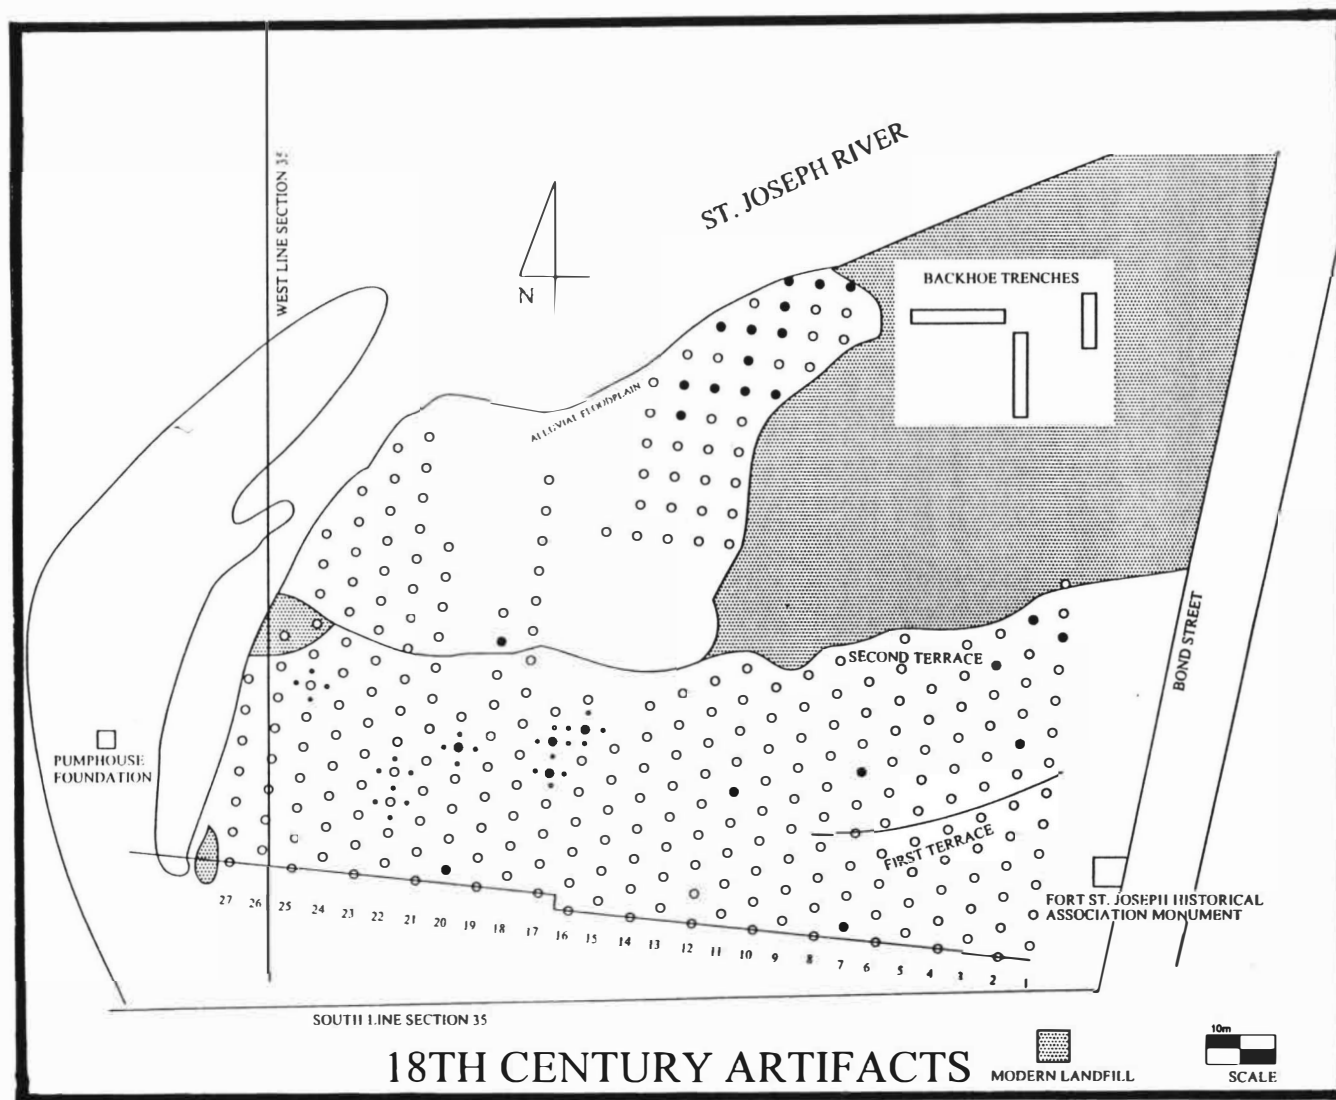 ST. JOSEPH RIVER
WEST LINE SECTION 35
N
BACKHOE TRENCHES
ALLUVIAL FLOODPLAIN
SECOND TERRACE
BOND STREET
PUMPHOUSE
FOUNDATION
FIRST TERRACE
FORT ST. JOSEPH HISTORICAL
ASSOCIATION MONUMENT
27 26 25 24 23 22 21 20 19 18 17 16 15 14 13 12 11 10 9 8 7 6 5 4 3 2 1
SOUTH LINE SECTION 35
18TH CENTURY ARTIFACTS
MODERN LANDFILL
10m
SCALE